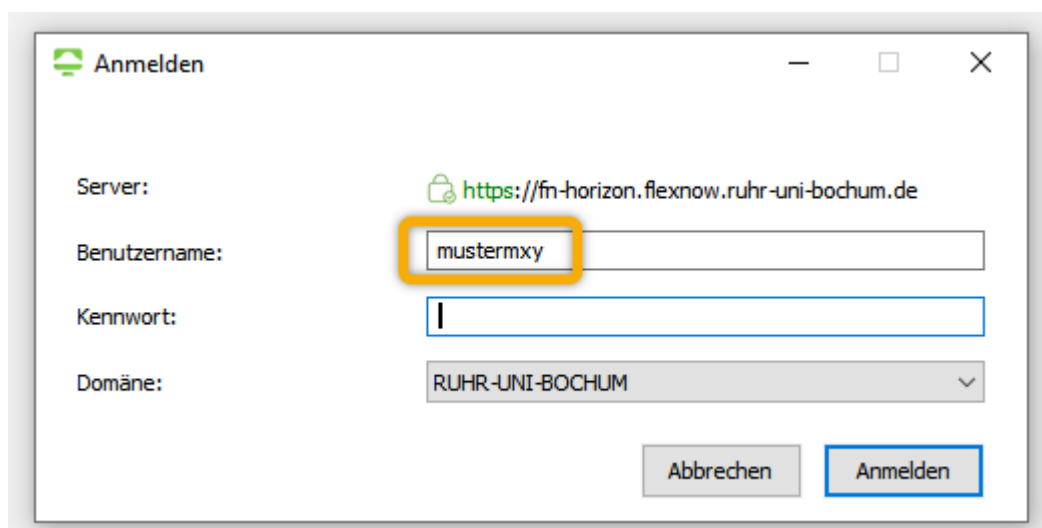 Anmelden
Server: https://fn-horizon.flexnow.ruhr-uni-bochum.de
Benutzername: mustermxy
Kennwort:
Domäne: RUHR-UNI-BOCHUM
Abbrechen Anmelden